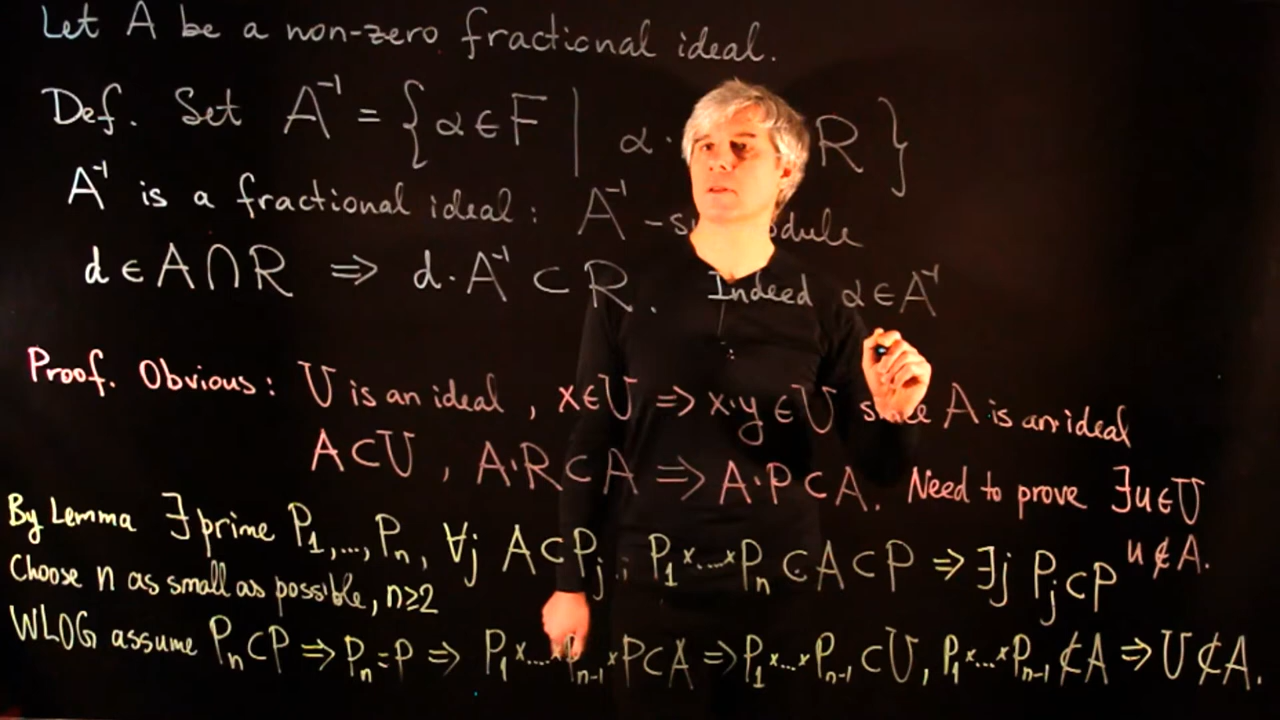 Let A be a non-zero fractional ideal.
Def. Set A⁻¹ = { α ∈ F | α · R }
A⁻¹ is a fractional ideal : A⁻¹ -
d ∈ A ∩ R ⇒ d · A⁻¹ ⊂ R . Indeed α ∈ A⁻¹
Proof. Obvious : U is an ideal , x ∈ U ⇒ x · y ∈ U since A is an ideal
A ⊂ U , A · R ⊂ A ⇒ A · P ⊂ A . Need to prove ∃ u ∈ U
u ∉ A .
By Lemma ∃ prime P₁, ..., Pₙ , ∀j A ⊂ Pⱼ ; P₁ × ... × Pₙ ⊂ A ⊂ P ⇒ ∃j Pⱼ ⊂ P
Choose n as small as possible, n ≥ 2
WLOG assume Pₙ ⊂ P ⇒ Pₙ = P ⇒ P₁ × ... × Pₙ₋₁ × P ⊂ A ⇒ P₁ × ... × Pₙ₋₁ ⊂ U , P₁ × ... × Pₙ₋₁ ⊄ A ⇒ U ⊄ A .